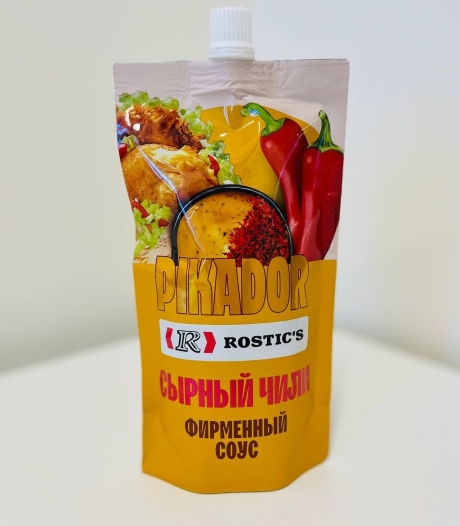 PIKADOR
R ROSTIC'S
СЫРНЫЙ ЧИЛИ
ФИРМЕННЫЙ
СОУС